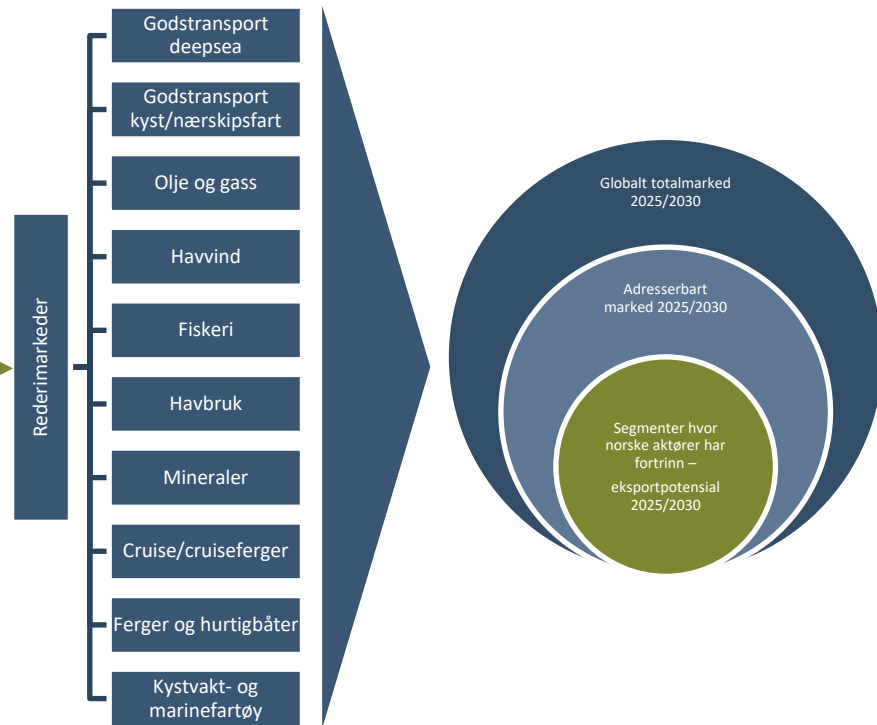 Rederimarkeder
Godstransport
deepsea
Godstransport
kyst/nærskipsfart
Olje og gass
Havvind
Fiskeri
Havbruk
Mineraler
Cruise/cruiseferger
Ferger og hurtigbåter
Kystvakt- og
marinefartøy
Globalt totalmarked
2025/2030
Adresserbart
marked 2025/2030
Segmenter hvor
norske aktører har
fortrinn –
eksportpotensial
2025/2030